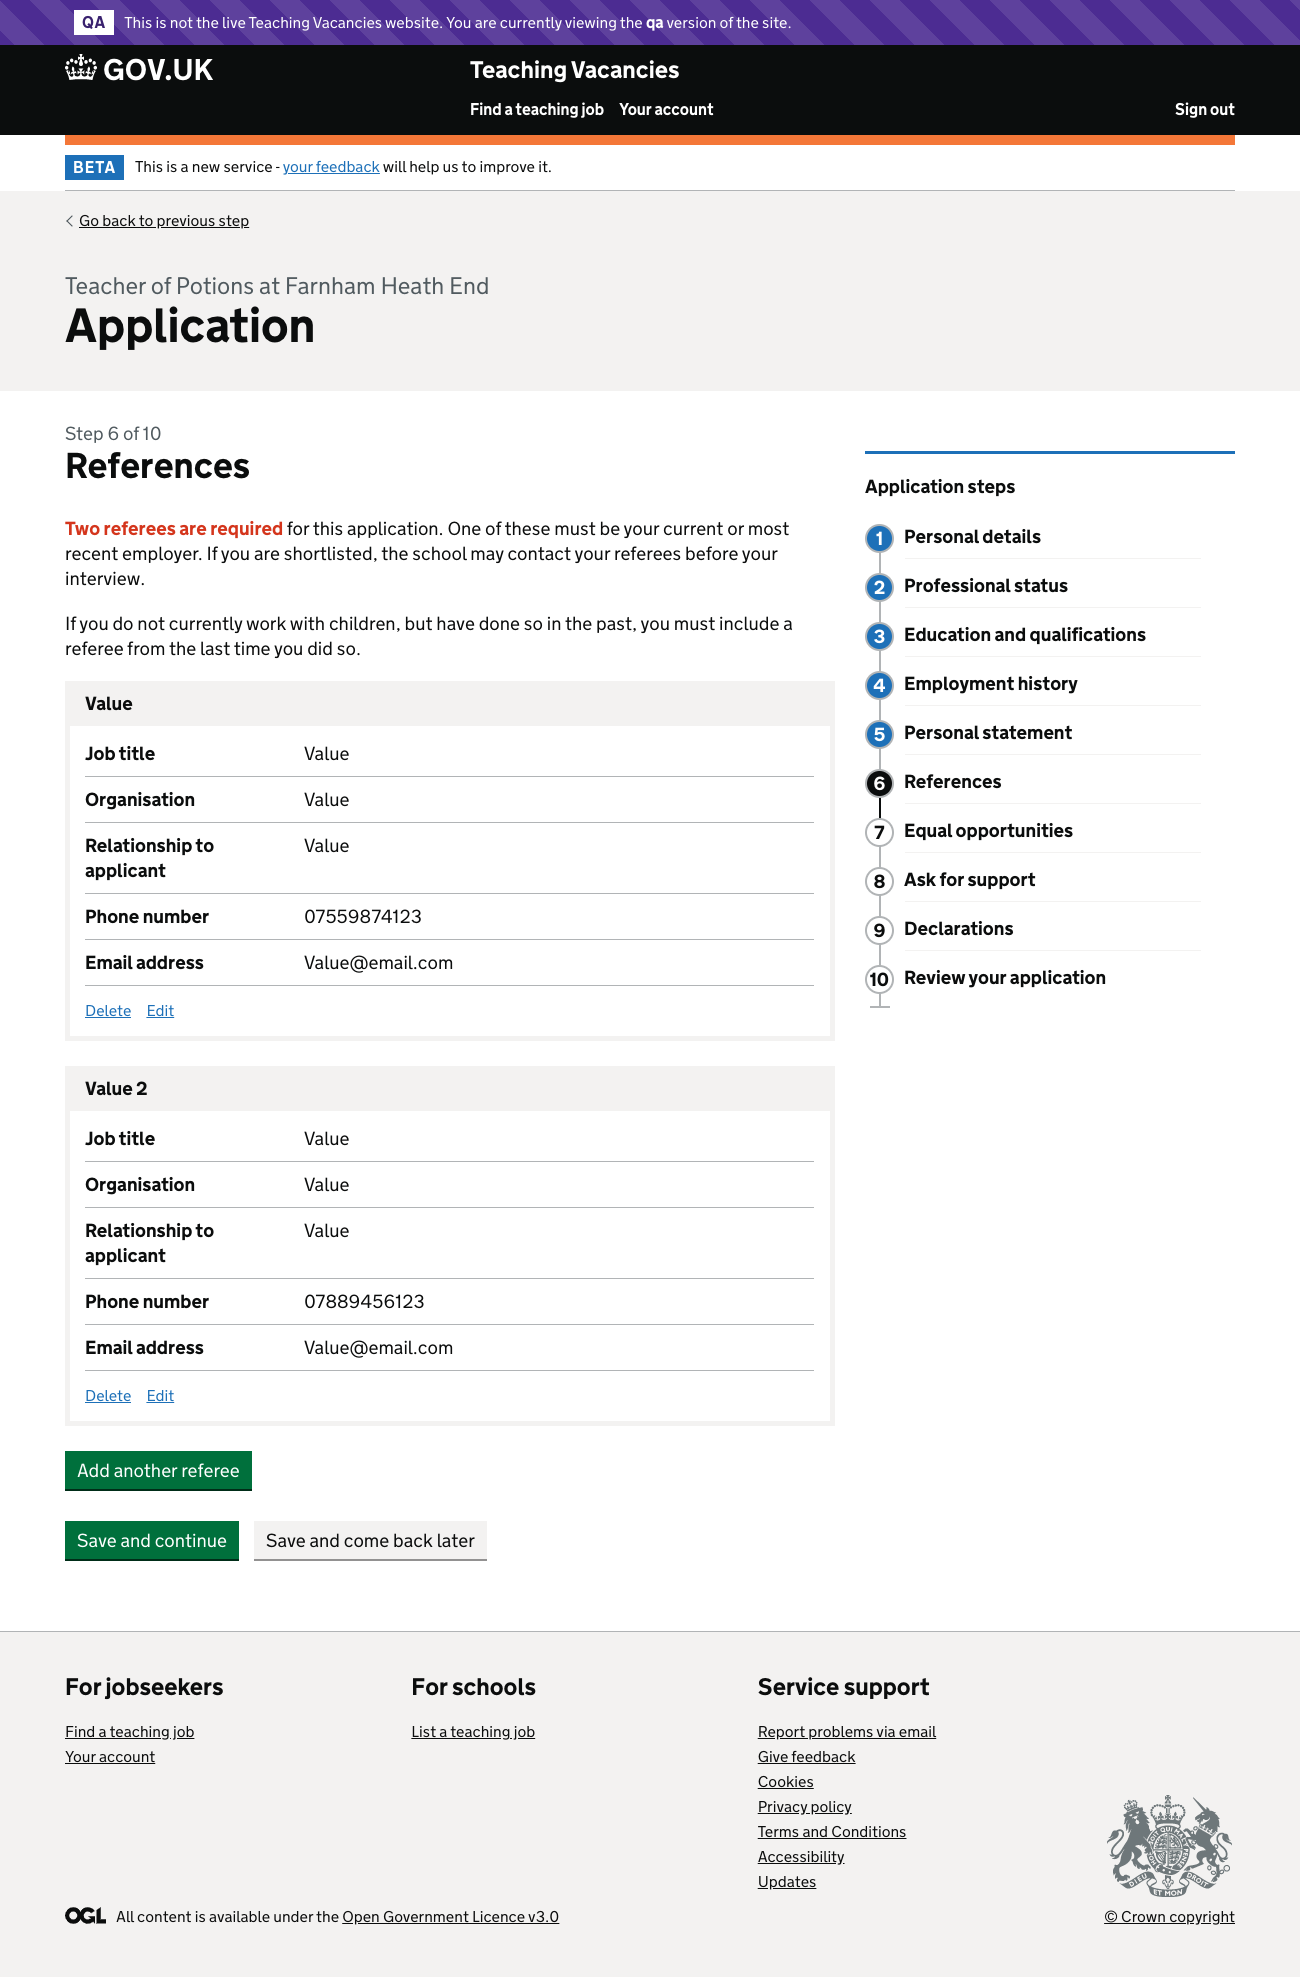 QA This is not the live Teaching Vacancies website. You are currently viewing the qa version of the site.
GOV.UK
Teaching Vacancies
Find a teaching job Your account Sign out
BETA This is a new service - your feedback will help us to improve it.
Go back to previous step
Teacher of Potions at Farnham Heath End
Application
Step 6 of 10
References
Two referees are required for this application. One of these must be your current or most
recent employer. If you are shortlisted, the school may contact your referees before your
interview.
If you do not currently work with children, but have done so in the past, you must include a
referee from the last time you did so.
Value
Job title Value
Organisation Value
Relationship to Value
applicant
Phone number 07559874123
Email address Value@email.com
Delete Edit
Value 2
Job title Value
Organisation Value
Relationship to Value
applicant
Phone number 07889456123
Email address Value@email.com
Delete Edit
Add another referee
Save and continue Save and come back later
Application steps
1 Personal details
2 Professional status
3 Education and qualifications
4 Employment history
5 Personal statement
6 References
7 Equal opportunities
8 Ask for support
9 Declarations
10 Review your application
For jobseekers
Find a teaching job
Your account
For schools
List a teaching job
Service support
Report problems via email
Give feedback
Cookies
Privacy policy
Terms and Conditions
Accessibility
Updates
OGL All content is available under the Open Government Licence v3.0
DIEU ET MON DROIT
© Crown copyright